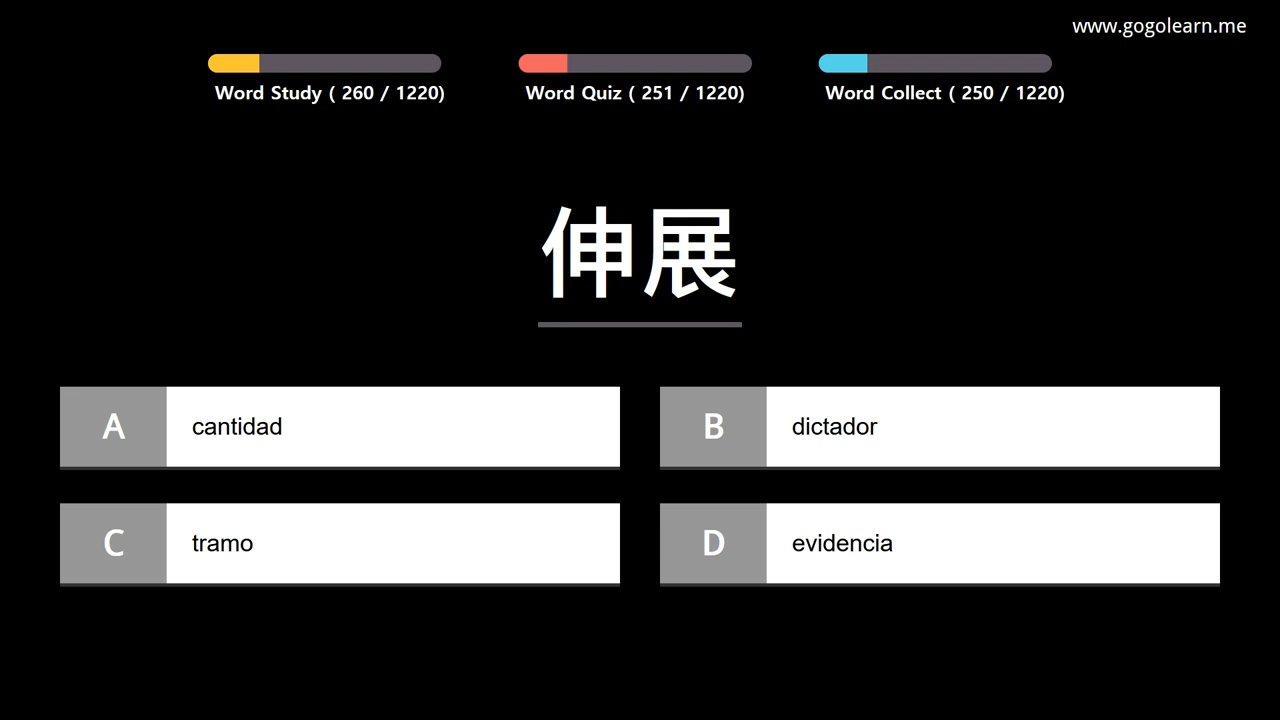 www.gogolearn.me
Word Study ( 260 / 1220)
Word Quiz ( 251 / 1220)
Word Collect ( 250 / 1220)
伸展
A cantidad
B dictador
C tramo
D evidencia